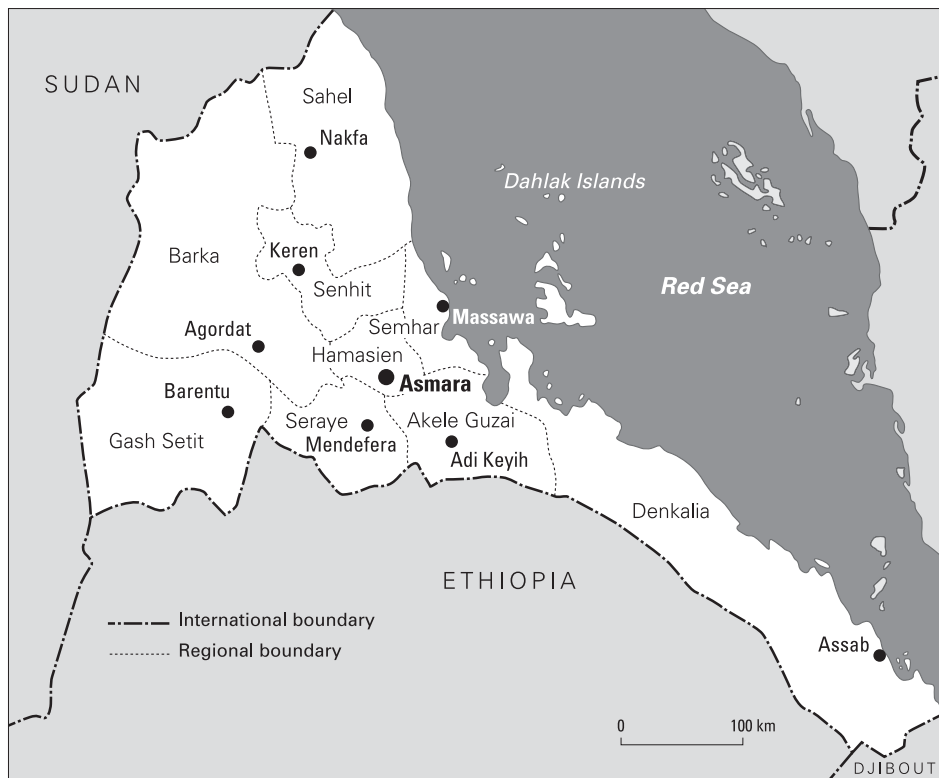 SUDAN
Sahel
Nakfa
Dahlak Islands
Barka
Keren
Senhit
Red Sea
Massawa
Semhar
Agordat
Hamasien
Asmara
Barentu
Seraye
Akele Guzai
Gash Setit
Mendefera
Adi Keyih
Denkalia
ETHIOPIA
International boundary
Regional boundary
Assab
0 100 km
DJIBOUT